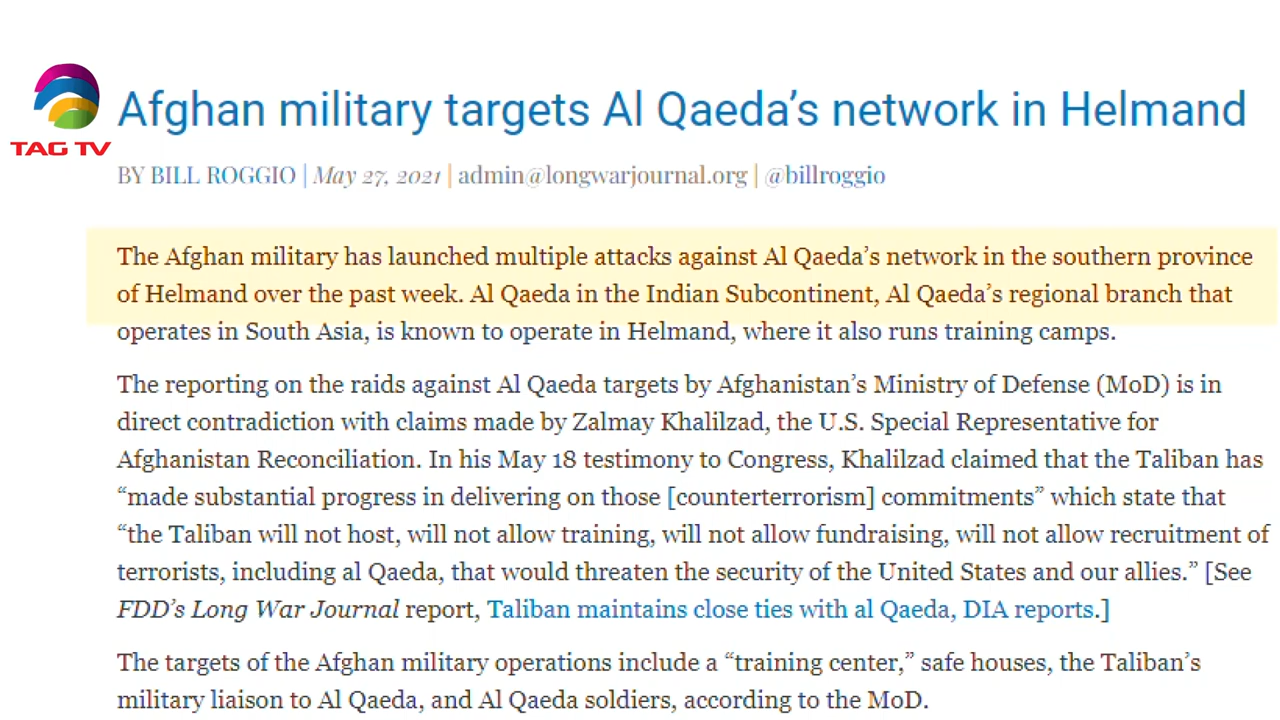 TAG TV
Afghan military targets Al Qaeda’s network in Helmand
BY BILL ROGGIO | May 27, 2021 | admin@longwarjournal.org | @billroggio
The Afghan military has launched multiple attacks against Al Qaeda’s network in the southern province
of Helmand over the past week. Al Qaeda in the Indian Subcontinent, Al Qaeda’s regional branch that
operates in South Asia, is known to operate in Helmand, where it also runs training camps.
The reporting on the raids against Al Qaeda targets by Afghanistan’s Ministry of Defense (MoD) is in
direct contradiction with claims made by Zalmay Khalilzad, the U.S. Special Representative for
Afghanistan Reconciliation. In his May 18 testimony to Congress, Khalilzad claimed that the Taliban has
“made substantial progress in delivering on those [counterterrorism] commitments” which state that
“the Taliban will not host, will not allow training, will not allow fundraising, will not allow recruitment of
terrorists, including al Qaeda, that would threaten the security of the United States and our allies.” [See
FDD’s Long War Journal report, Taliban maintains close ties with al Qaeda, DIA reports.]
The targets of the Afghan military operations include a “training center,” safe houses, the Taliban’s
military liaison to Al Qaeda, and Al Qaeda soldiers, according to the MoD.